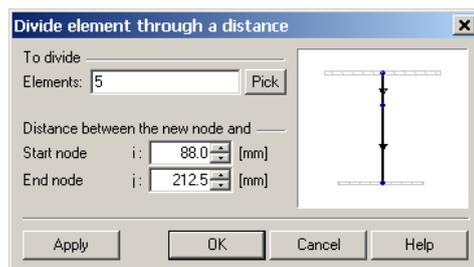 Divide element through a distance
To divide
Elements: 5 Pick
Distance between the new node and
Start node i: 88.0 [mm]
End node j: 212.5 [mm]
Apply OK Cancel Help